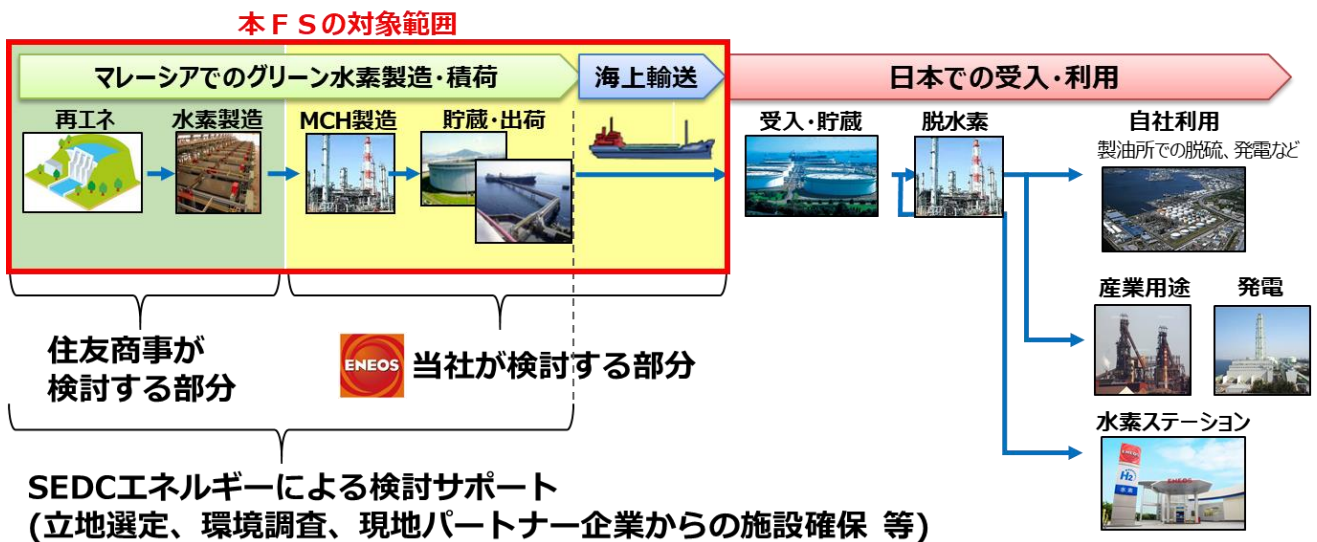 本ＦＳの対象範囲
マレーシアでのグリーン水素製造･積荷
海上輸送
日本での受入･利用
再エネ
水素製造
MCH製造
貯蔵･出荷
受入･貯蔵
脱水素
自社利用
製油所での脱硫、発電など
産業用途
発電
水素ステーション
住友商事が
検討する部分
ENEOS
当社が検討する部分
SEDCエネルギーによる検討サポート
(立地選定、環境調査、現地パートナー企業からの施設確保 等)
ENEOS
H2
水素
ENEOS